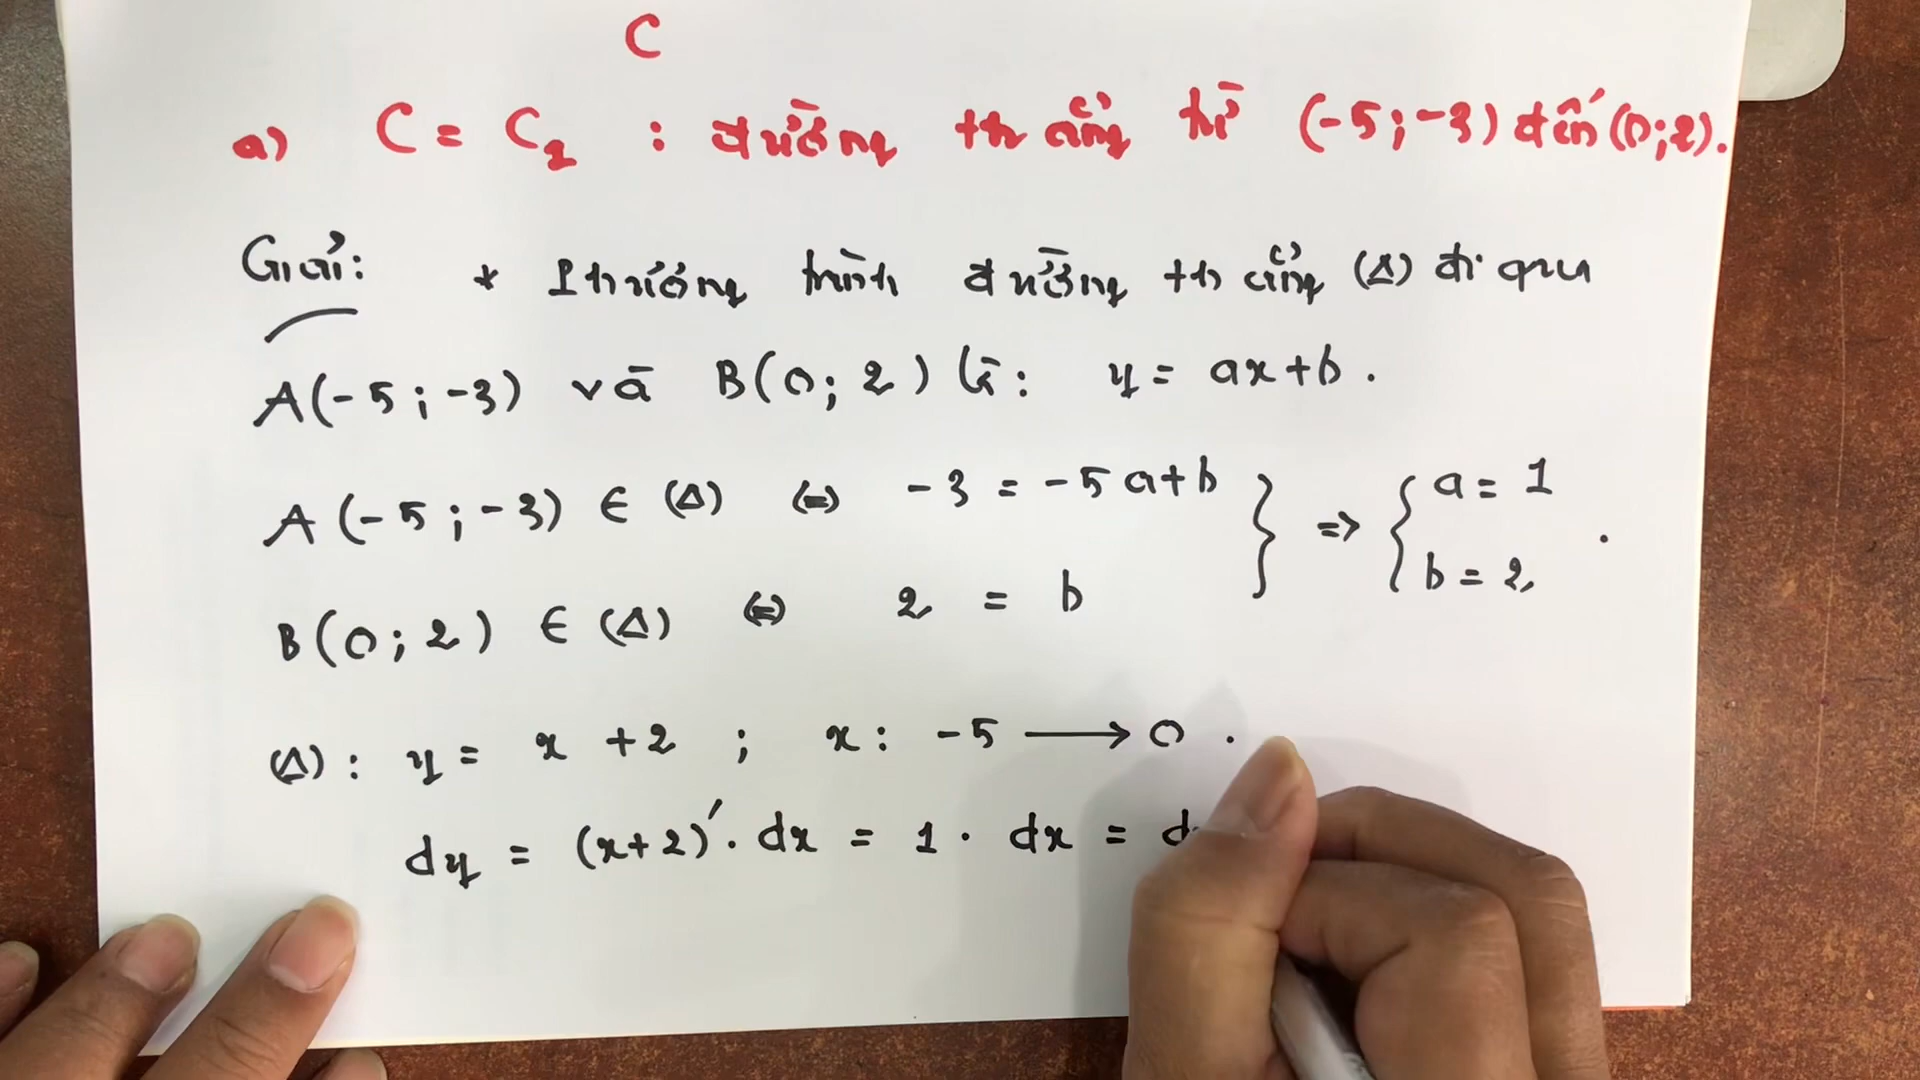 C
a) C = C₂ : đường thẳng từ (-5;-3) đến (0;2).
Giải: * Phương trình đường thẳng (Δ) đi qua
A(-5;-3) và B(0;2) là: y = ax+b.
A(-5;-3) ∈ (Δ) ⇔ -3 = -5a+b } ⇒ { a = 1
B(0;2) ∈ (Δ) ⇔ 2 = b } { b = 2 .
(Δ): y = x + 2 ; x: -5 ⟶ 0 .
dy = (x+2)'. dx = 1 . dx = d